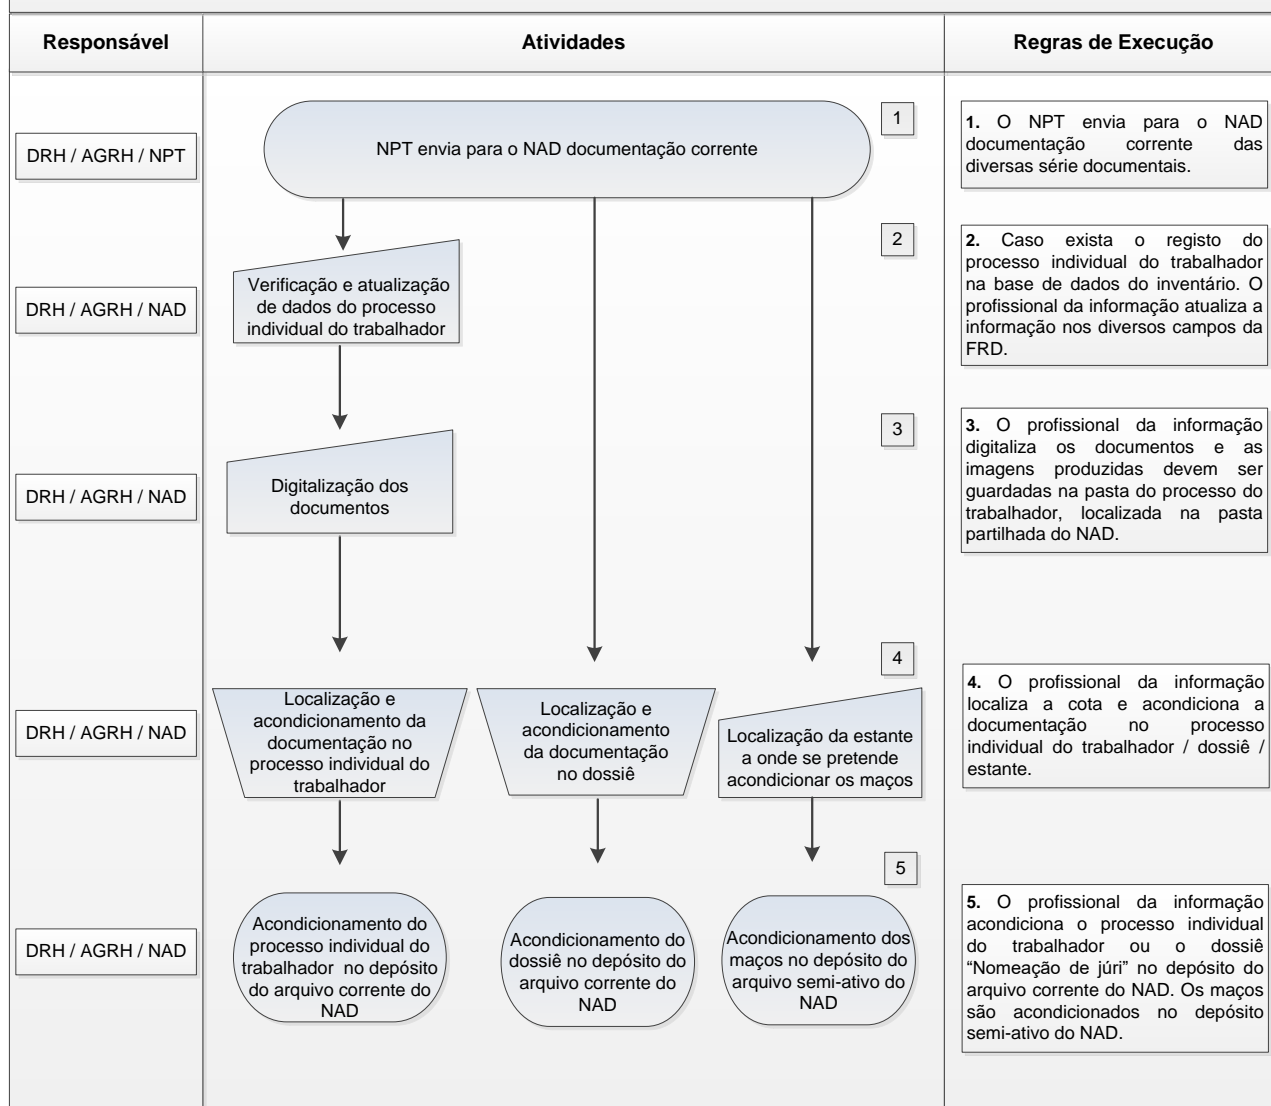 Responsável
Atividades
Regras de Execução
DRH / AGRH / NPT
NPT envia para o NAD documentação corrente
1
1. O NPT envia para o NAD
documentação corrente das
diversas série documentais.
DRH / AGRH / NAD
Verificação e atualização
de dados do processo
individual do trabalhador
2
2. Caso exista o registo do
processo individual do trabalhador
na base de dados do inventário. O
profissional da informação atualiza a
informação nos diversos campos da
FRD.
DRH / AGRH / NAD
Digitalização dos
documentos
3
3. O profissional da informação
digitaliza os documentos e as
imagens produzidas devem ser
guardadas na pasta do processo do
trabalhador, localizada na pasta
partilhada do NAD.
DRH / AGRH / NAD
Localização e
acondicionamento da
documentação no
processo individual do
trabalhador
Localização e
acondicionamento
da documentação
no dossiê
Localização da estante
a onde se pretende
acondicionar os maços
4
4. O profissional da informação
localiza a cota e acondiciona a
documentação no processo
individual do trabalhador / dossiê /
estante.
DRH / AGRH / NAD
Acondicionamento do
processo individual do
trabalhador no depósito
do arquivo corrente do
NAD
Acondicionamento do
dossiê no depósito do
arquivo corrente do
NAD
Acondicionamento dos
maços no depósito do
arquivo semi-ativo do
NAD
5
5. O profissional da informação
acondiciona o processo individual
do trabalhador ou o dossiê
“Nomeação de júri” no depósito do
arquivo corrente do NAD. Os maços
são acondicionados no depósito
semi-ativo do NAD.